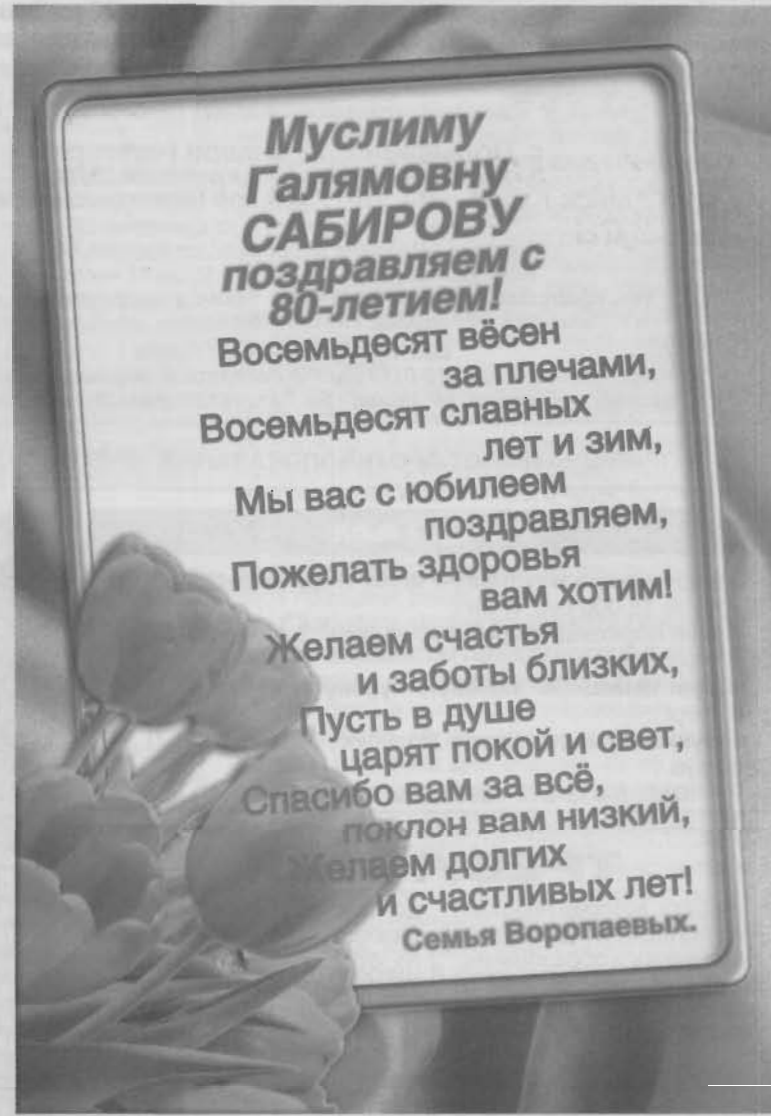 Муслиму
Галямовну
САБИРОВУ
поздравляем с
80-летием!
Восемьдесят вёсен
за плечами,
Восемьдесят славных
лет и зим,
Мы вас с юбилеем
поздравляем,
Пожелать здоровья
вам хотим!
Желаем счастья
и заботы близких,
Пусть в душе
царят покой и свет,
Спасибо вам за всё,
поклон вам низкий,
Желаем долгих
и счастливых лет!
Семья Воропаевых.